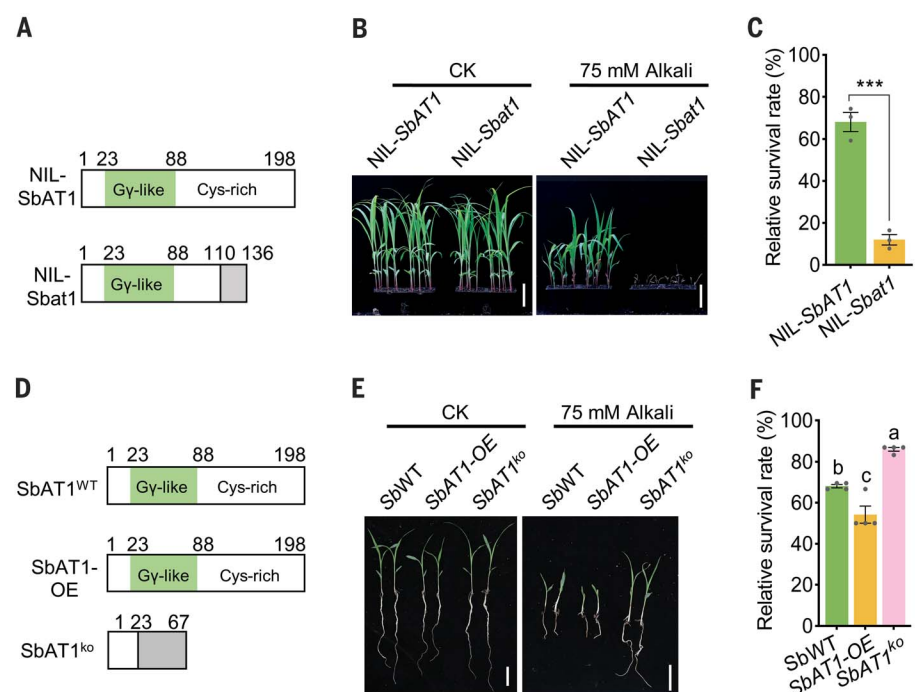 A
1 23 88 198
NIL-
SbAT1
Gγ-like
Cys-rich
1 23 88 110 136
NIL-
Sbat1
Gγ-like
B
CK
75 mM Alkali
NIL-SbAT1
NIL-Sbat1
NIL-SbAT1
NIL-Sbat1
C
Relative survival rate (%)
100
80
60
40
20
0
***
NIL-SbAT1
NIL-Sbat1
D
1 23 88 198
SbAT1WT
Gγ-like
Cys-rich
1 23 88 198
SbAT1-
OE
Gγ-like
Cys-rich
1 23 67
SbAT1ko
E
CK
75 mM Alkali
SbWT
SbAT1-OE
SbAT1ko
SbWT
SbAT1-OE
SbAT1ko
F
Relative survival rate (%)
100
80
60
40
20
0
b
c
a
SbWT
SbAT1-OE
SbAT1ko